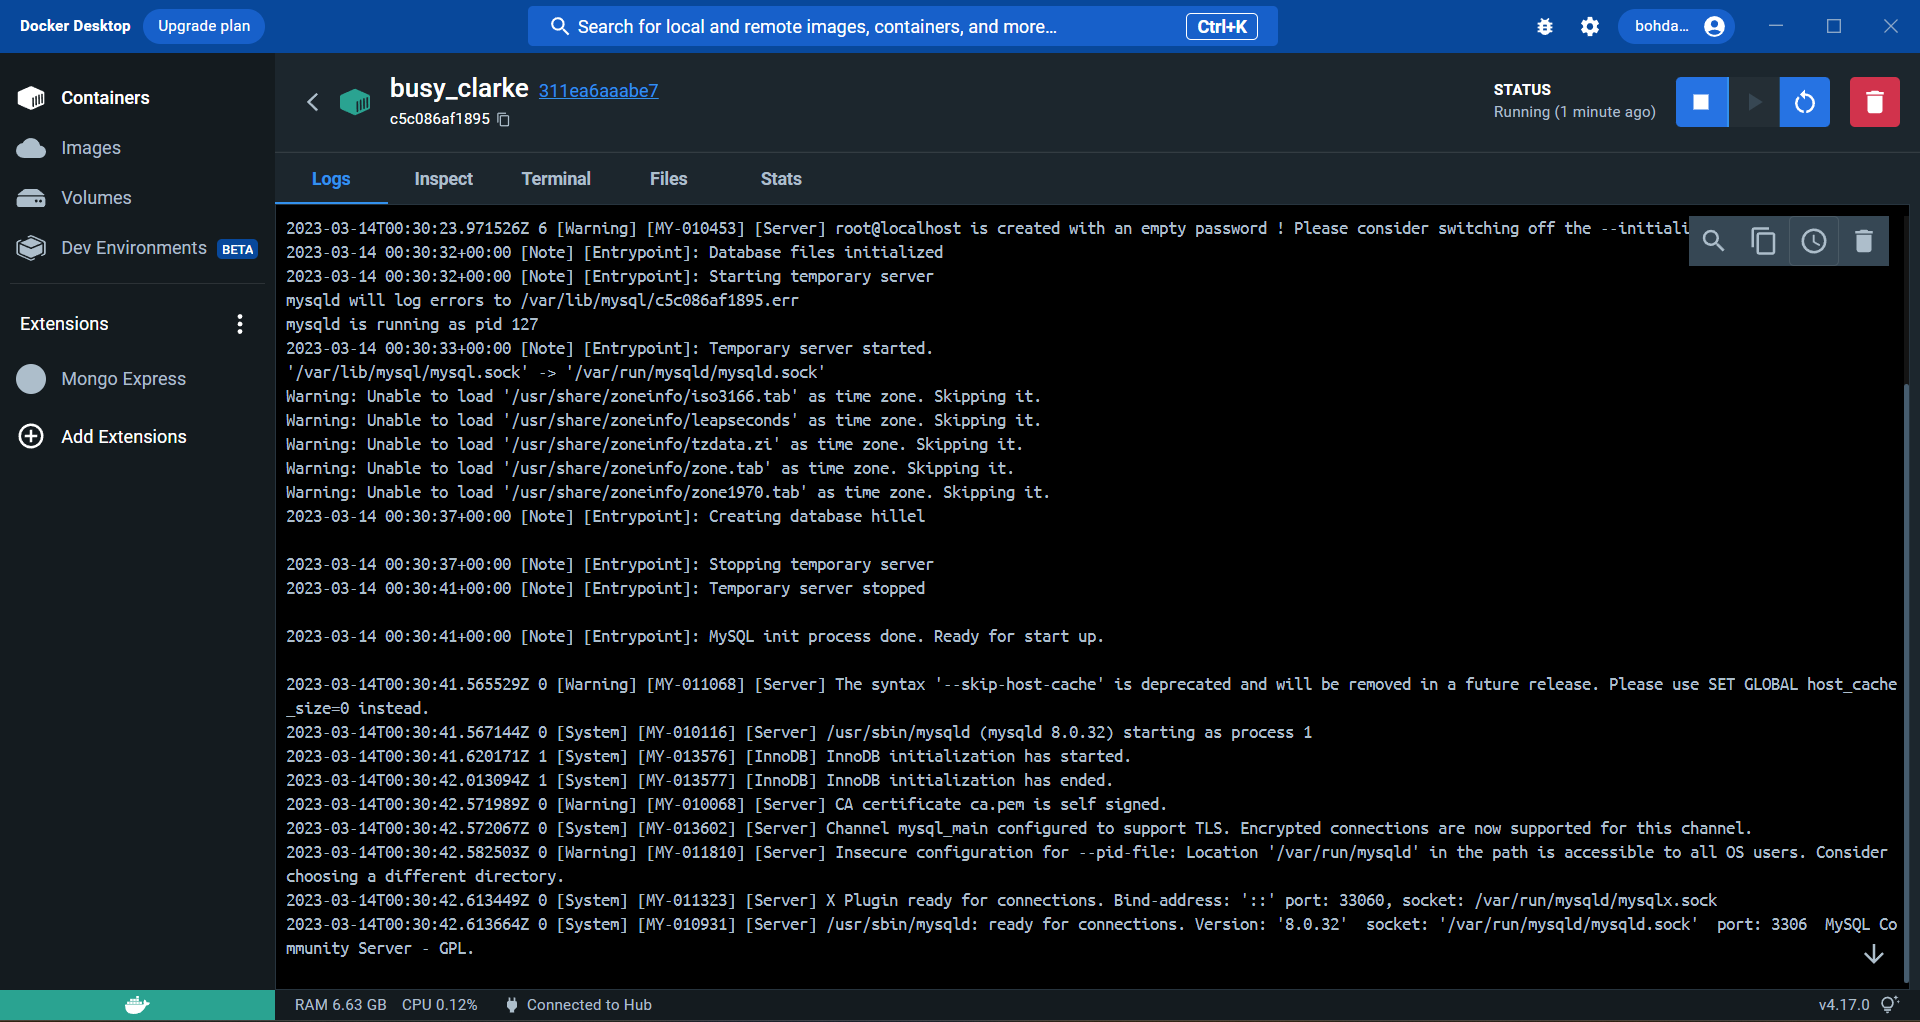 Docker Desktop
Upgrade plan
Search for local and remote images, containers, and more...
Ctrl+K
bohda...
Containers
Images
Volumes
Dev Environments BETA
Extensions
Mongo Express
Add Extensions
busy_clarke 311ea6aaabe7
c5c086af1895
STATUS
Running (1 minute ago)
Logs
Inspect
Terminal
Files
Stats
2023-03-14T00:30:23.971526Z 6 [Warning] [MY-010453] [Server] root@localhost is created with an empty password ! Please consider switching off the --initiali
2023-03-14 00:30:32+00:00 [Note] [Entrypoint]: Database files initialized
2023-03-14 00:30:32+00:00 [Note] [Entrypoint]: Starting temporary server
mysqld will log errors to /var/lib/mysql/c5c086af1895.err
mysqld is running as pid 127
2023-03-14 00:30:33+00:00 [Note] [Entrypoint]: Temporary server started.
'/var/lib/mysql/mysql.sock' -> '/var/run/mysqld/mysqld.sock'
Warning: Unable to load '/usr/share/zoneinfo/iso3166.tab' as time zone. Skipping it.
Warning: Unable to load '/usr/share/zoneinfo/leapseconds' as time zone. Skipping it.
Warning: Unable to load '/usr/share/zoneinfo/tzdata.zi' as time zone. Skipping it.
Warning: Unable to load '/usr/share/zoneinfo/zone.tab' as time zone. Skipping it.
Warning: Unable to load '/usr/share/zoneinfo/zone1970.tab' as time zone. Skipping it.
2023-03-14 00:30:37+00:00 [Note] [Entrypoint]: Creating database hillel
2023-03-14 00:30:37+00:00 [Note] [Entrypoint]: Stopping temporary server
2023-03-14 00:30:41+00:00 [Note] [Entrypoint]: Temporary server stopped
2023-03-14 00:30:41+00:00 [Note] [Entrypoint]: MySQL init process done. Ready for start up.
2023-03-14T00:30:41.565529Z 0 [Warning] [MY-011068] [Server] The syntax '--skip-host-cache' is deprecated and will be removed in a future release. Please use SET GLOBAL host_cache
_size=0 instead.
2023-03-14T00:30:41.567144Z 0 [System] [MY-010116] [Server] /usr/sbin/mysqld (mysqld 8.0.32) starting as process 1
2023-03-14T00:30:41.620171Z 1 [System] [MY-013576] [InnoDB] InnoDB initialization has started.
2023-03-14T00:30:42.013094Z 1 [System] [MY-013577] [InnoDB] InnoDB initialization has ended.
2023-03-14T00:30:42.571989Z 0 [Warning] [MY-010068] [Server] CA certificate ca.pem is self signed.
2023-03-14T00:30:42.572067Z 0 [System] [MY-013602] [Server] Channel mysql_main configured to support TLS. Encrypted connections are now supported for this channel.
2023-03-14T00:30:42.582503Z 0 [Warning] [MY-011810] [Server] Insecure configuration for --pid-file: Location '/var/run/mysqld' in the path is accessible to all OS users. Consider
choosing a different directory.
2023-03-14T00:30:42.613449Z 0 [System] [MY-011323] [Server] X Plugin ready for connections. Bind-address: '::' port: 33060, socket: /var/run/mysqld/mysqlx.sock
2023-03-14T00:30:42.613664Z 0 [System] [MY-010931] [Server] /usr/sbin/mysqld: ready for connections. Version: '8.0.32'  socket: '/var/run/mysqld/mysqld.sock'  port: 3306  MySQL Co
mmunity Server - GPL.
RAM 6.63 GB CPU 0.12% Connected to Hub
v4.17.0